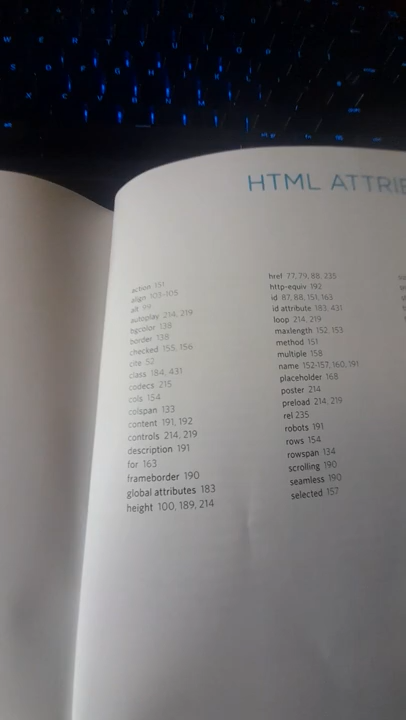 HTML ATTRI
action 151
align 103-105
alt 99
autoplay 214, 219
bgcolor 138
border 138
checked 155, 156
cite 52
class 184, 431
codecs 215
cols 154
colspan 133
content 191, 192
controls 214, 219
description 191
for 163
frameborder 190
global attributes 183
height 100, 189, 214
href 77, 79, 88, 235
http-equiv 192
id 87, 88, 151, 163
id attribute 183, 431
loop 214, 219
maxlength 152, 153
method 151
multiple 158
name 152-157, 160, 191
placeholder 168
poster 214
preload 214, 219
rel 235
robots 191
rows 154
rowspan 134
scrolling 190
seamless 190
selected 157